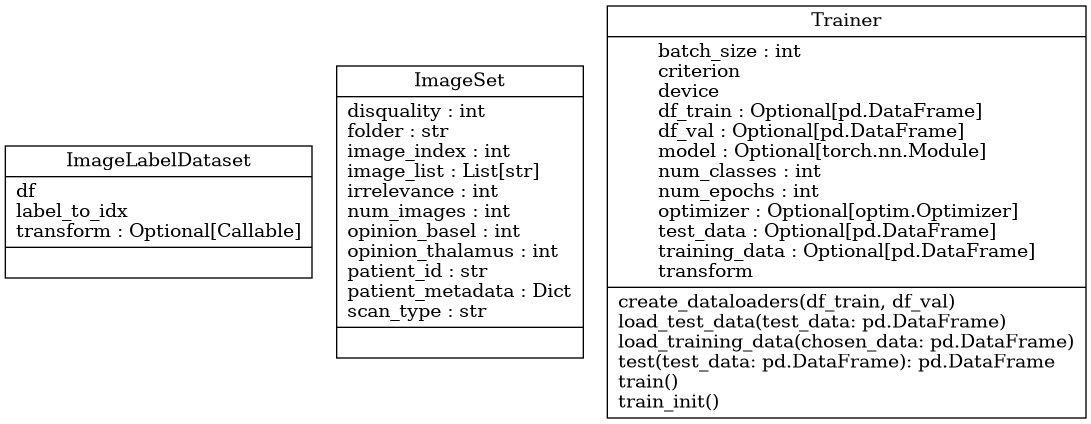 ImageLabelDataset
df
label_to_idx
transform : Optional[Callable]
ImageSet
disquality : int
folder : str
image_index : int
image_list : List[str]
irrelevance : int
num_images : int
opinion_basel : int
opinion_thalamus : int
patient_id : str
patient_metadata : Dict
scan_type : str
Trainer
batch_size : int
criterion
device
df_train : Optional[pd.DataFrame]
df_val : Optional[pd.DataFrame]
model : Optional[torch.nn.Module]
num_classes : int
num_epochs : int
optimizer : Optional[optim.Optimizer]
test_data : Optional[pd.DataFrame]
training_data : Optional[pd.DataFrame]
transform
create_dataloaders(df_train, df_val)
load_test_data(test_data: pd.DataFrame)
load_training_data(chosen_data: pd.DataFrame)
test(test_data: pd.DataFrame): pd.DataFrame
train()
train_init()